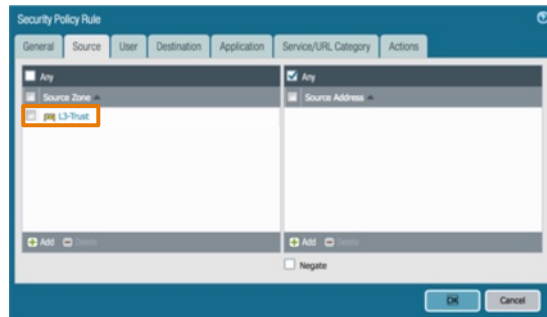 Security Policy Rule
General Source User Destination Application Service/URL Category Actions
Any Any
Source Zone Source Address
L3-Trust
Add Delete Add Delete
Negate
OK Cancel